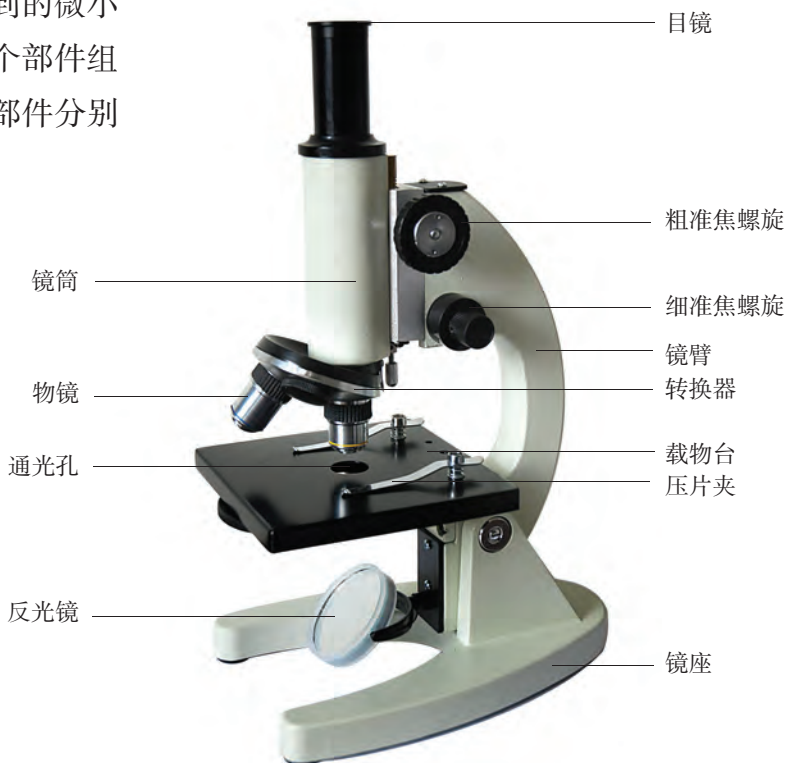 到的微小
个部件组
部件分别
目镜
粗准焦螺旋
镜筒
细准焦螺旋
镜臂
物镜
转换器
载物台
通光孔
压片夹
反光镜
镜座